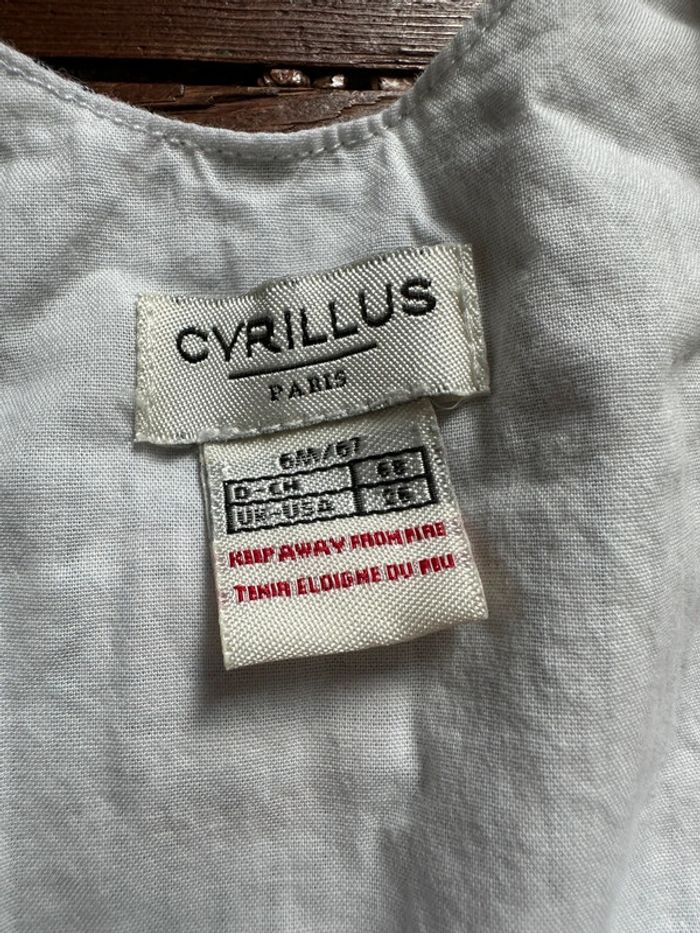 CYRILLUS
PARIS
6M/67
D-CH 68
UK-USA 26
KEEP AWAY FROM FIRE
TENIR ELOIGNE DU FEU